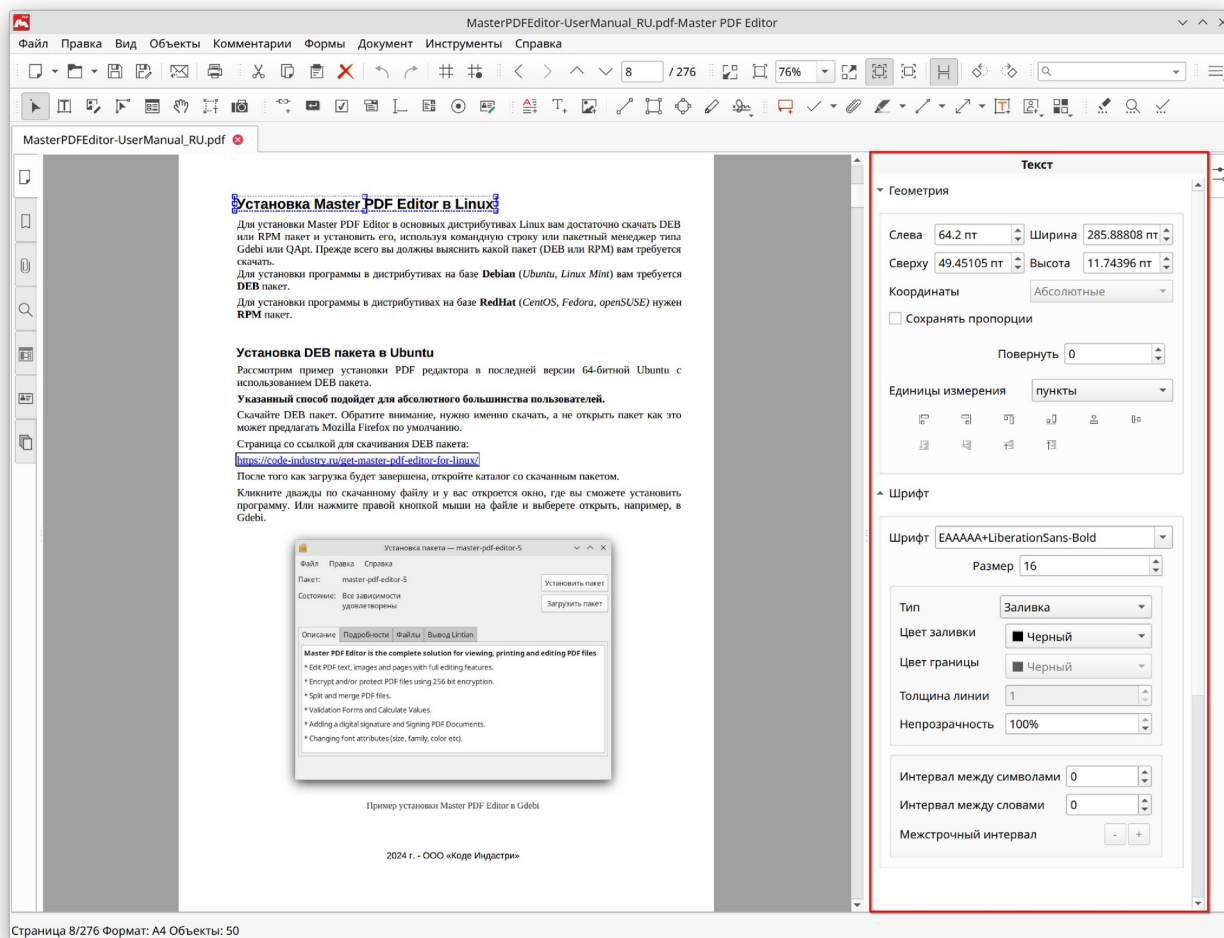 MasterPDFEditor-UserManual_RU.pdf-Master PDF Editor
Файл Правка Вид Объекты Комментарии Формы Документ Инструменты Справка
8 / 276 76%
MasterPDFEditor-UserManual_RU.pdf
Установка Master PDF Editor в Linux
Для установки Master PDF Editor в основных дистрибутивах Linux вам достаточно скачать DEB
или RPM пакет и установить его, используя командную строку или пакетный менеджер типа
Gdebi или QApt. Прежде всего вы должны выяснить какой пакет (DEB или RPM) вам требуется
скачать.
Для установки программы в дистрибутивах на базе Debian (Ubuntu, Linux Mint) вам требуется
DEB пакет.
Для установки программы в дистрибутивах на базе RedHat (CentOS, Fedora, openSUSE) нужен
RPM пакет.
Установка DEB пакета в Ubuntu
Рассмотрим пример установки PDF редактора в последней версии 64-битной Ubuntu с
использованием DEB пакета.
Указанный способ подойдет для абсолютного большинства пользователей.
Скачайте DEB пакет. Обратите внимание, нужно именно скачать, а не открыть пакет как это
может предлагать Mozilla Firefox по умолчанию.
Страница со ссылкой для скачивания DEB пакета:
https://code-industry.ru/get-master-pdf-editor-for-linux/
После того как загрузка будет завершена, откройте каталог со скачанным пакетом.
Кликните дважды по скачанному файлу и у вас откроется окно, где вы сможете установить
программу. Или нажмите правой кнопкой мыши на файле и выберете открыть, например, в
Gdebi.
Установка пакета — master-pdf-editor-5
Файл Правка Справка
Пакет: master-pdf-editor-5 Установить пакет
Состояние: Все зависимости
удовлетворены
Загрузить пакет
Описание Подробности Файлы Вывод Lintian
Master PDF Editor is the complete solution for viewing, printing and editing PDF files
* Edit PDF text, images and pages with full editing features.
* Encrypt and/or protect PDF files using 256 bit encryption.
* Split and merge PDF files.
* Validation Forms and Calculate Values.
* Adding a digital signature and Signing PDF Documents.
* Changing font attributes (size, family, color etc).
Пример установки Master PDF Editor в Gdebi
2024 г. - ООО «Коде Индастри»
Текст
Геометрия
Слева 64.2 пт Ширина 285.88808 пт
Сверху 49.45105 пт Высота 11.74396 пт
Координаты Абсолютные
Сохранять пропорции
Повернуть 0
Единицы измерения пункты
Шрифт
Шрифт EAAAAA+LiberationSans-Bold
Размер 16
Тип Заливка
Цвет заливки Черный
Цвет границы Черный
Толщина линии 1
Непрозрачность 100%
Интервал между символами 0
Интервал между словами 0
Межстрочный интервал - +
Страница 8/276 Формат: A4 Объекты: 50